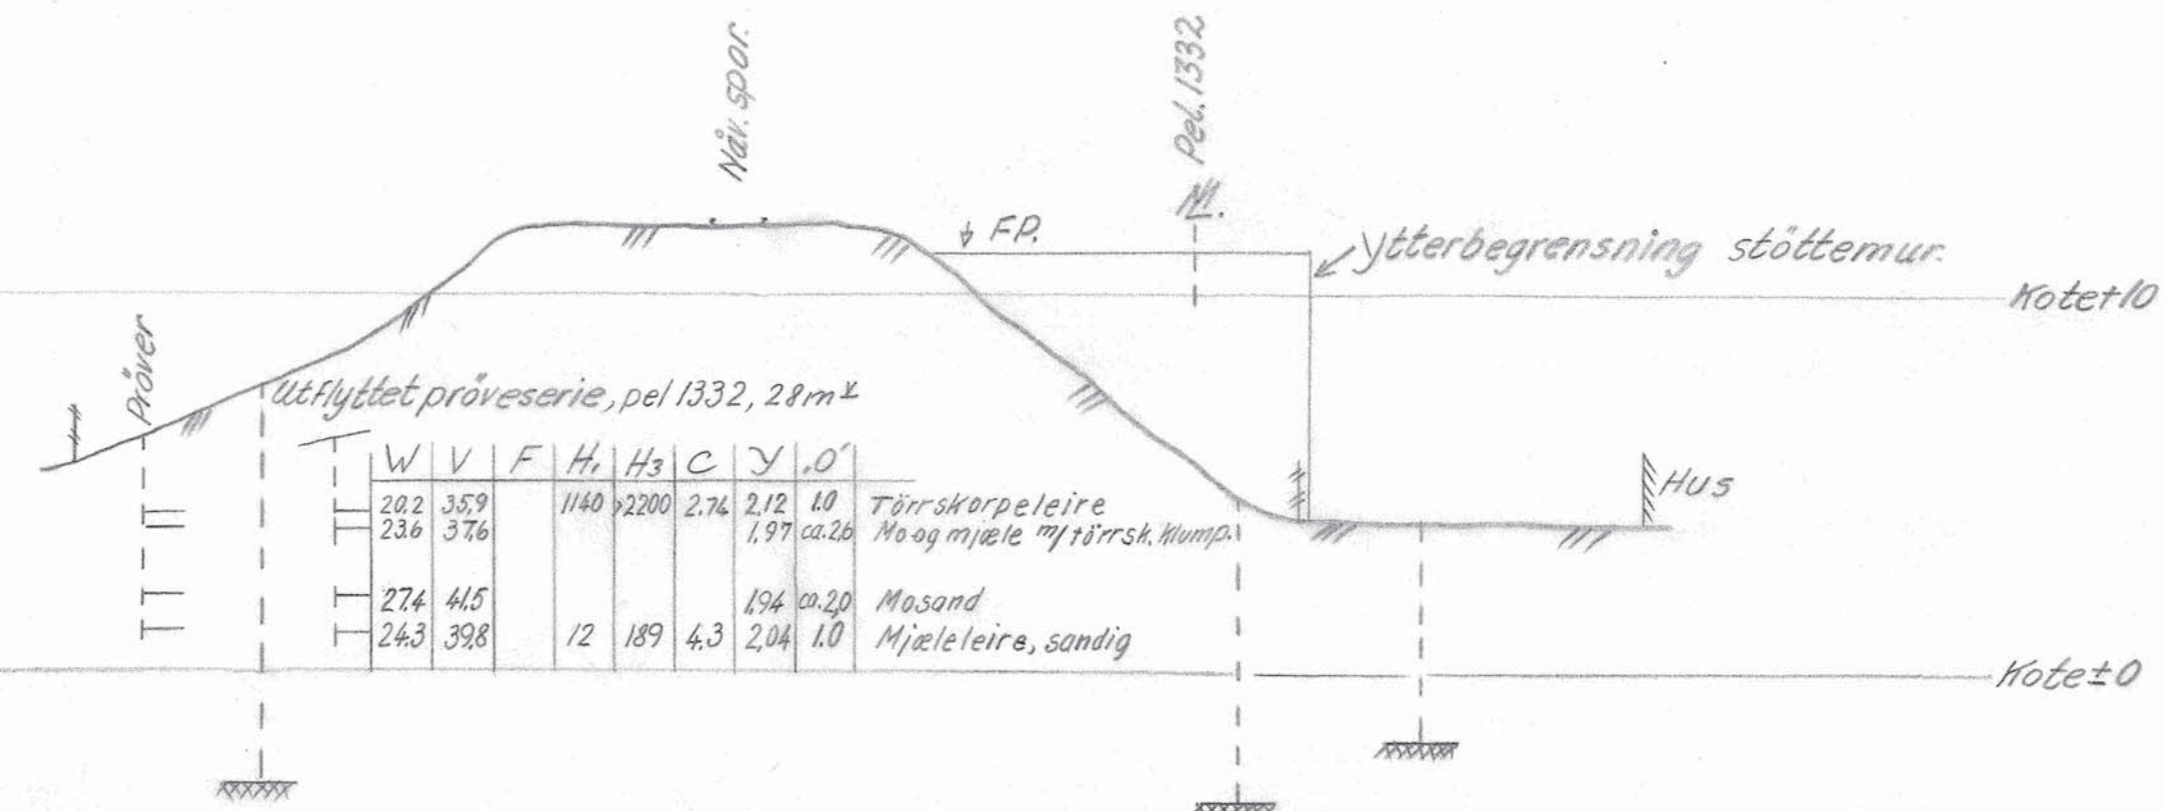 Nåv. spor.
Pel. 1332
M.
FP.
Ytterbegrensning støttemur.
Kote+10
Pröver
Utflyttet pröveserie, pel 1332, 28m v
W V F H1 H3 C γ "O"
20,2 35,9 1140 >2200 2,74 2,12 1.0 Törrskorpeleire
23.6 37,6 1,97 ca.2,6 Mo og mjæle m/törrsk. klump.
27.4 41.5 1,94 ca.2,0 Mosand
24.3 39,8 12 189 4.3 2,04 1.0 Mjæleleire, sandig
Hus
Kote±0